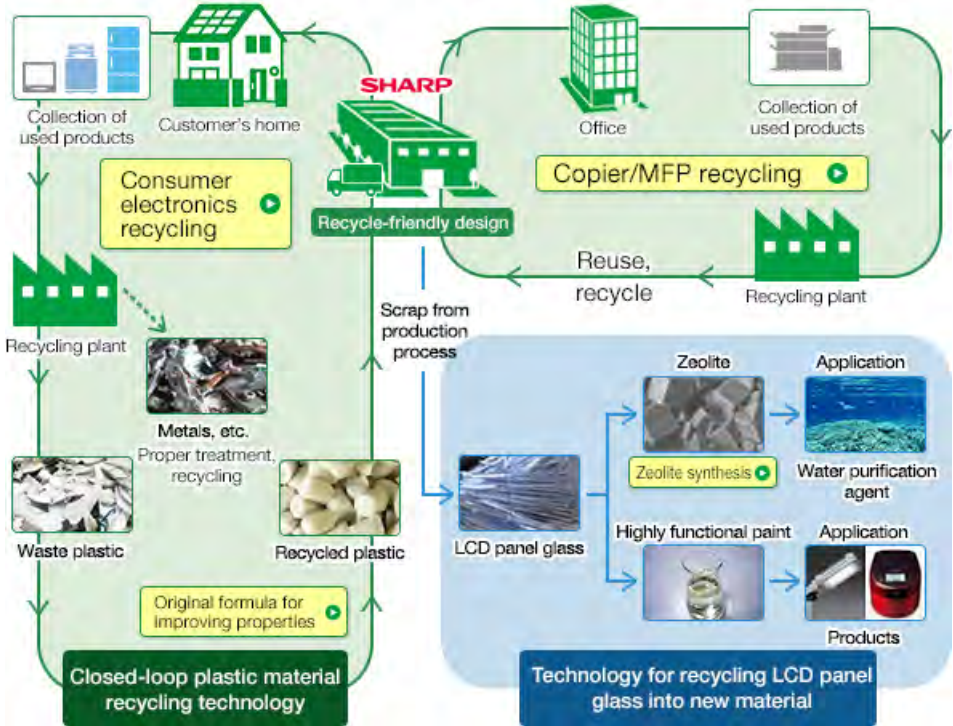 SHARP
Recycle-friendly design
Collection of
used products
Customer's home
Consumer
electronics
recycling
Recycling plant
Metals, etc.
Proper treatment,
recycling
Waste plastic
Recycled plastic
Original formula for
improving properties
Closed-loop plastic material
recycling technology
Office
Collection of
used products
Copier/MFP recycling
Recycling plant
Reuse,
recycle
Scrap from
production
process
LCD panel glass
Zeolite
Zeolite synthesis
Application
Water purification
agent
Highly functional paint
Application
Products
Technology for recycling LCD panel
glass into new material